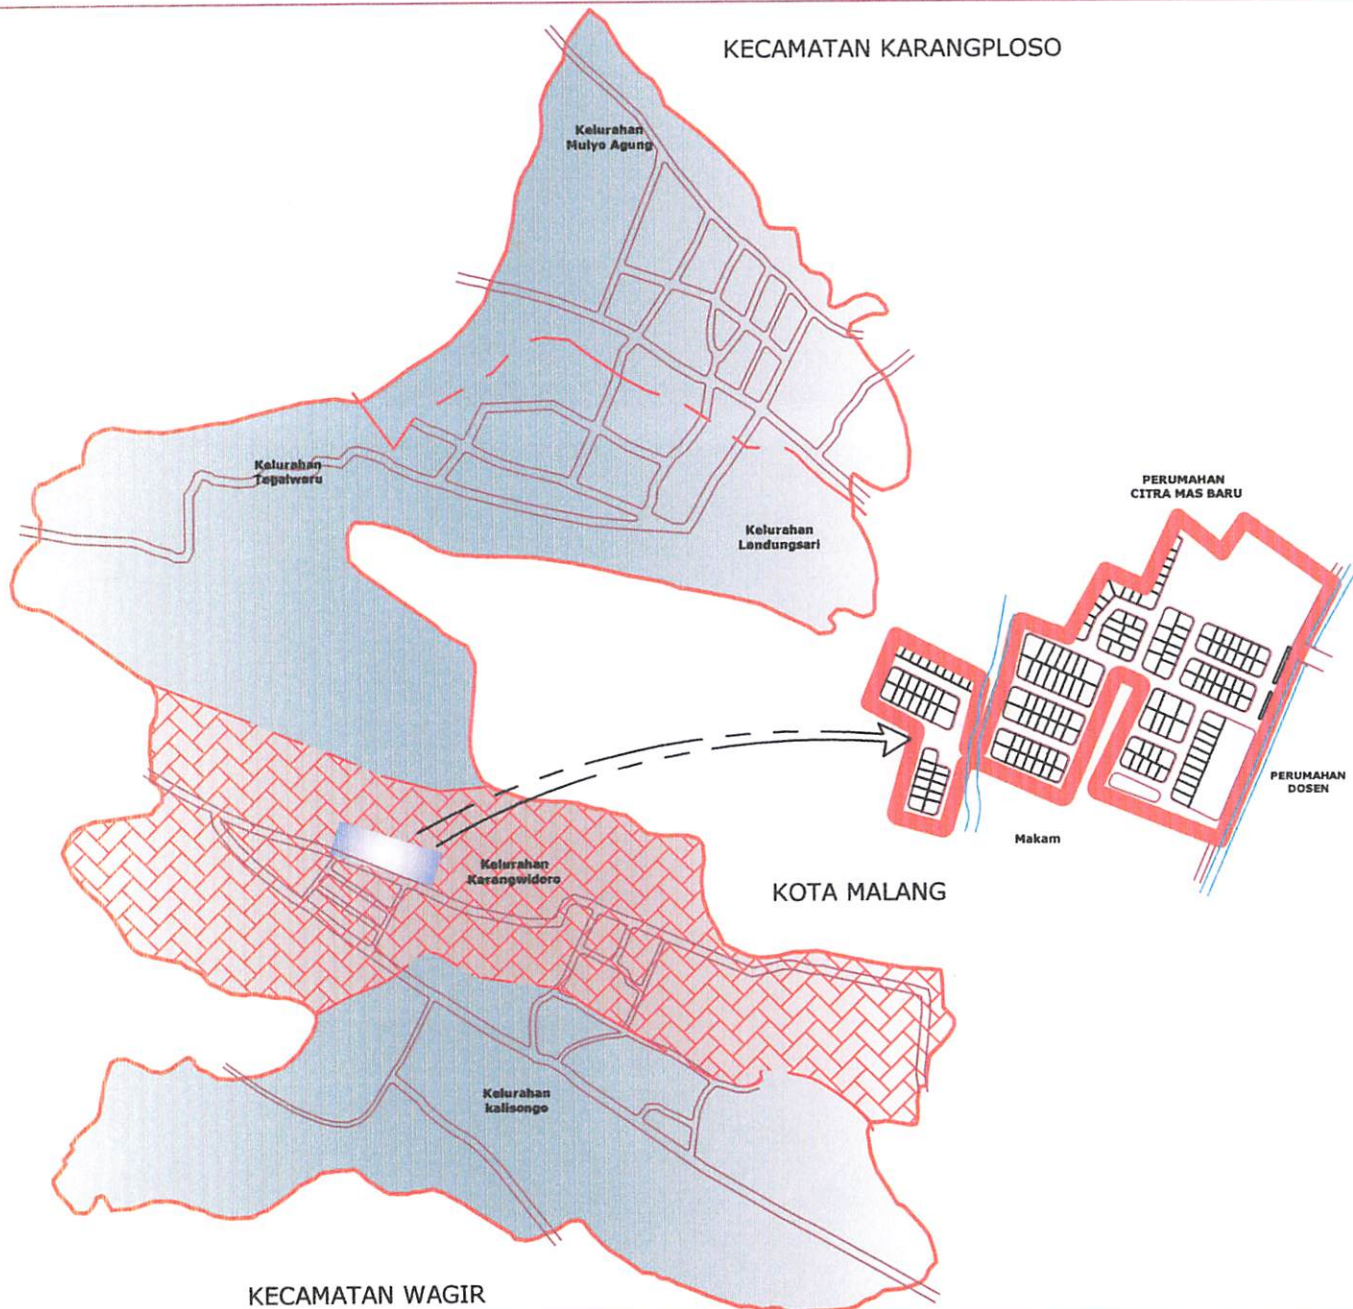 KECAMATAN KARANGPLOSO
Kelurahan
Mulyo Agung
Kelurahan
Tegalweru
Kelurahan
Landungsari
PERUMAHAN
CITRA MAS BARU
PERUMAHAN
DOSEN
Makam
Kelurahan
Karangwidoro
KOTA MALANG
Kelurahan
kalisongo
KECAMATAN WAGIR